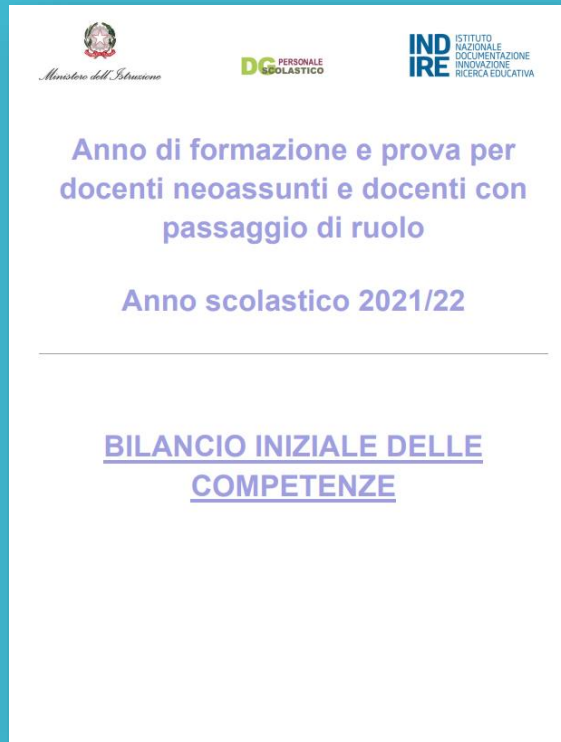 Ministero dell'Istruzione
DG PERSONALE
SCOLASTICO
IND ISTITUTO
NAZIONALE
DOCUMENTAZIONE
IRE INNOVAZIONE
RICERCA EDUCATIVA
Anno di formazione e prova per
docenti neoassunti e docenti con
passaggio di ruolo
Anno scolastico 2021/22
BILANCIO INIZIALE DELLE
COMPETENZE